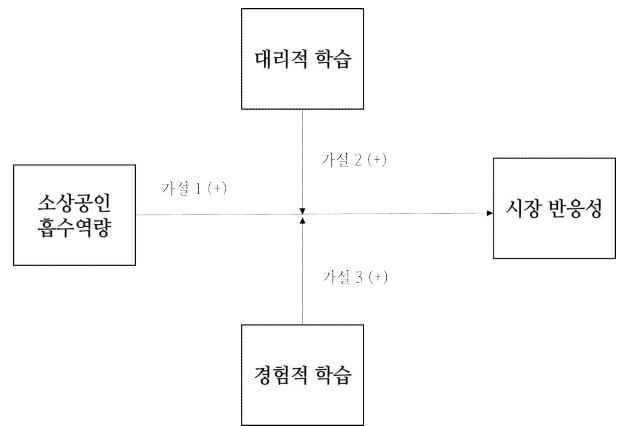 대리적 학습
가설 2 (+)
가설 1 (+)
소상공인
흡수역량
시장 반응성
가설 3 (+)
경험적 학습